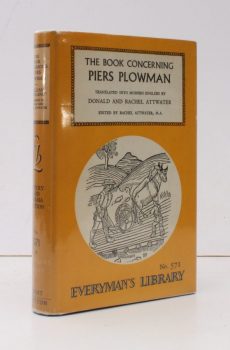 THE BOOK CONCERNING
PIERS PLOWMAN
TRANSLATED INTO MODERN ENGLISH BY
DONALD AND RACHEL ATTWATER
EDITED BY RACHEL ATTWATER, M.A.
No. 571
EVERYMAN'S LIBRARY